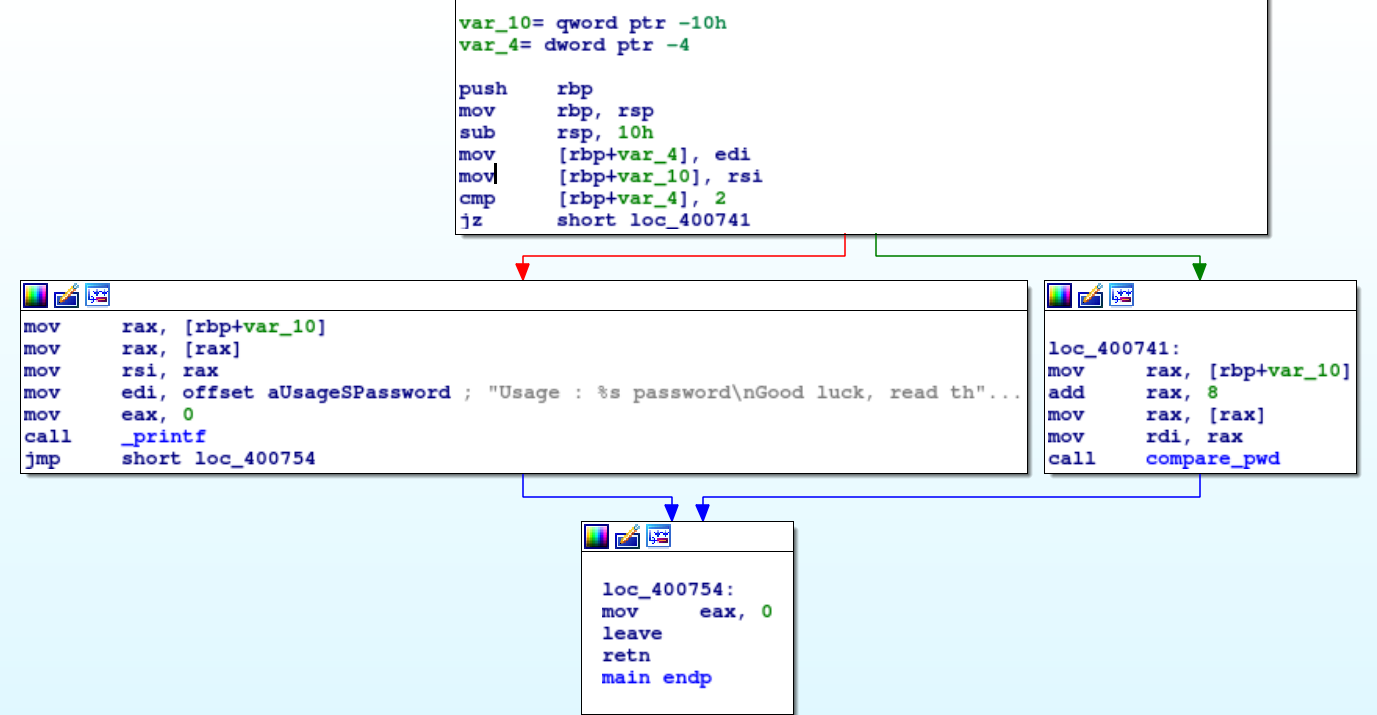 var_10= qword ptr -10h
var_4= dword ptr -4
push rbp
mov rbp, rsp
sub rsp, 10h
mov [rbp+var_4], edi
mov [rbp+var_10], rsi
cmp [rbp+var_4], 2
jz short loc_400741
mov rax, [rbp+var_10]
mov rax, [rax]
mov rsi, rax
mov edi, offset aUsageSPassword ; "Usage : %s password\nGood luck, read th"...
mov eax, 0
call _printf
jmp short loc_400754
loc_400741:
mov rax, [rbp+var_10]
add rax, 8
mov rax, [rax]
mov rdi, rax
call compare_pwd
loc_400754:
mov eax, 0
leave
retn
main endp